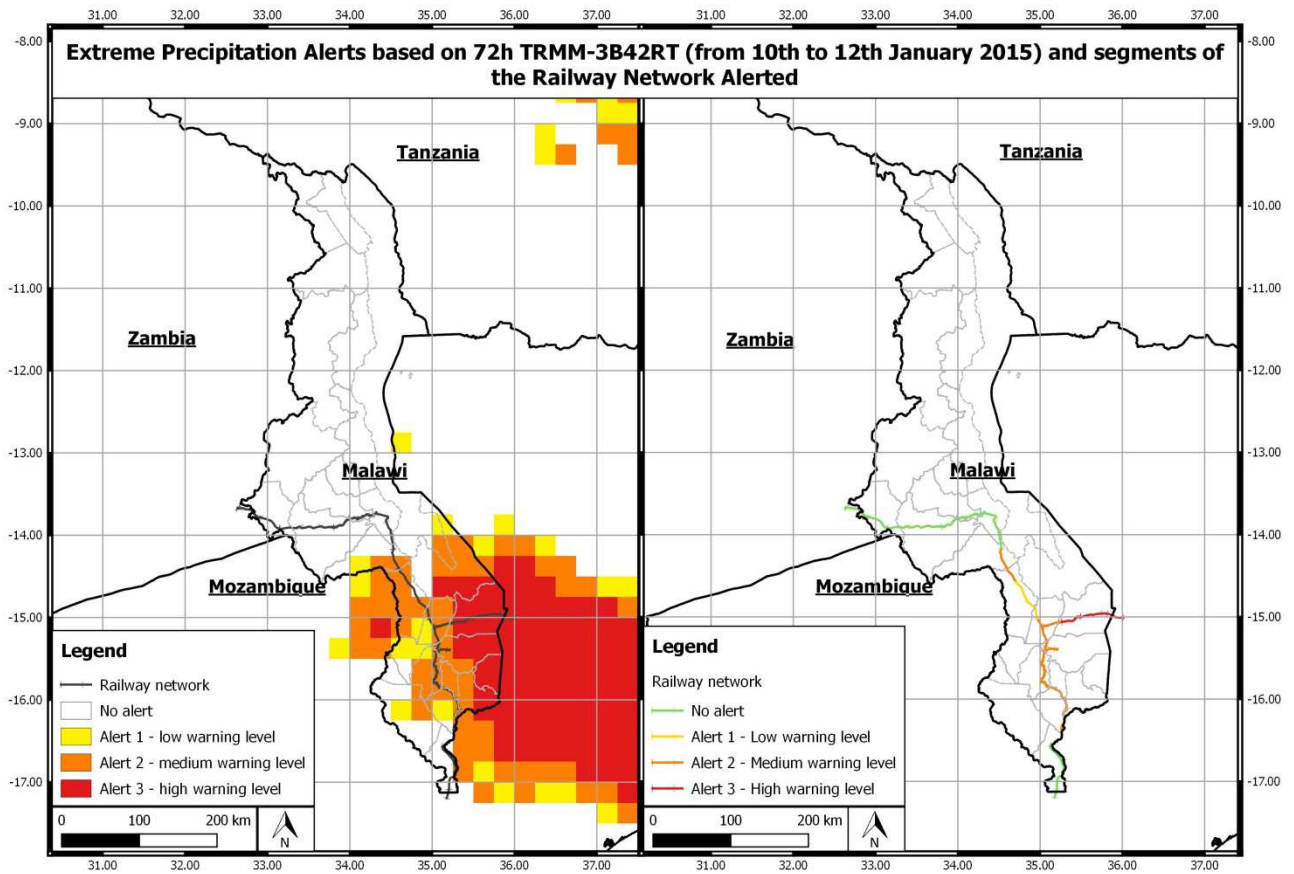 31.00 32.00 33.00 34.00 35.00 36.00 37.00 31.00 32.00 33.00 34.00 35.00 36.00 37.00
Extreme Precipitation Alerts based on 72h TRMM-3B42RT (from 10th to 12th January 2015) and segments of
the Railway Network Alerted
-8.00
-9.00
-10.00
-11.00
-12.00
-13.00
-14.00
-15.00
-16.00
-17.00
Tanzania
Zambia
Malawi
Mozambique
Legend
Railway network
No alert
Alert 1 - low warning level
Alert 2 - medium warning level
Alert 3 - high warning level
0 100 200 km
N
Tanzania
Zambia
Malawi
Mozambique
Legend
Railway network
No alert
Alert 1 - Low warning level
Alert 2 - Medium warning level
Alert 3 - High warning level
0 100 200 km
N
-8.00
-9.00
-10.00
-11.00
-12.00
-13.00
-14.00
-15.00
-16.00
-17.00
31.00 32.00 33.00 34.00 35.00 36.00 37.00 31.00 32.00 33.00 34.00 35.00 36.00 37.00